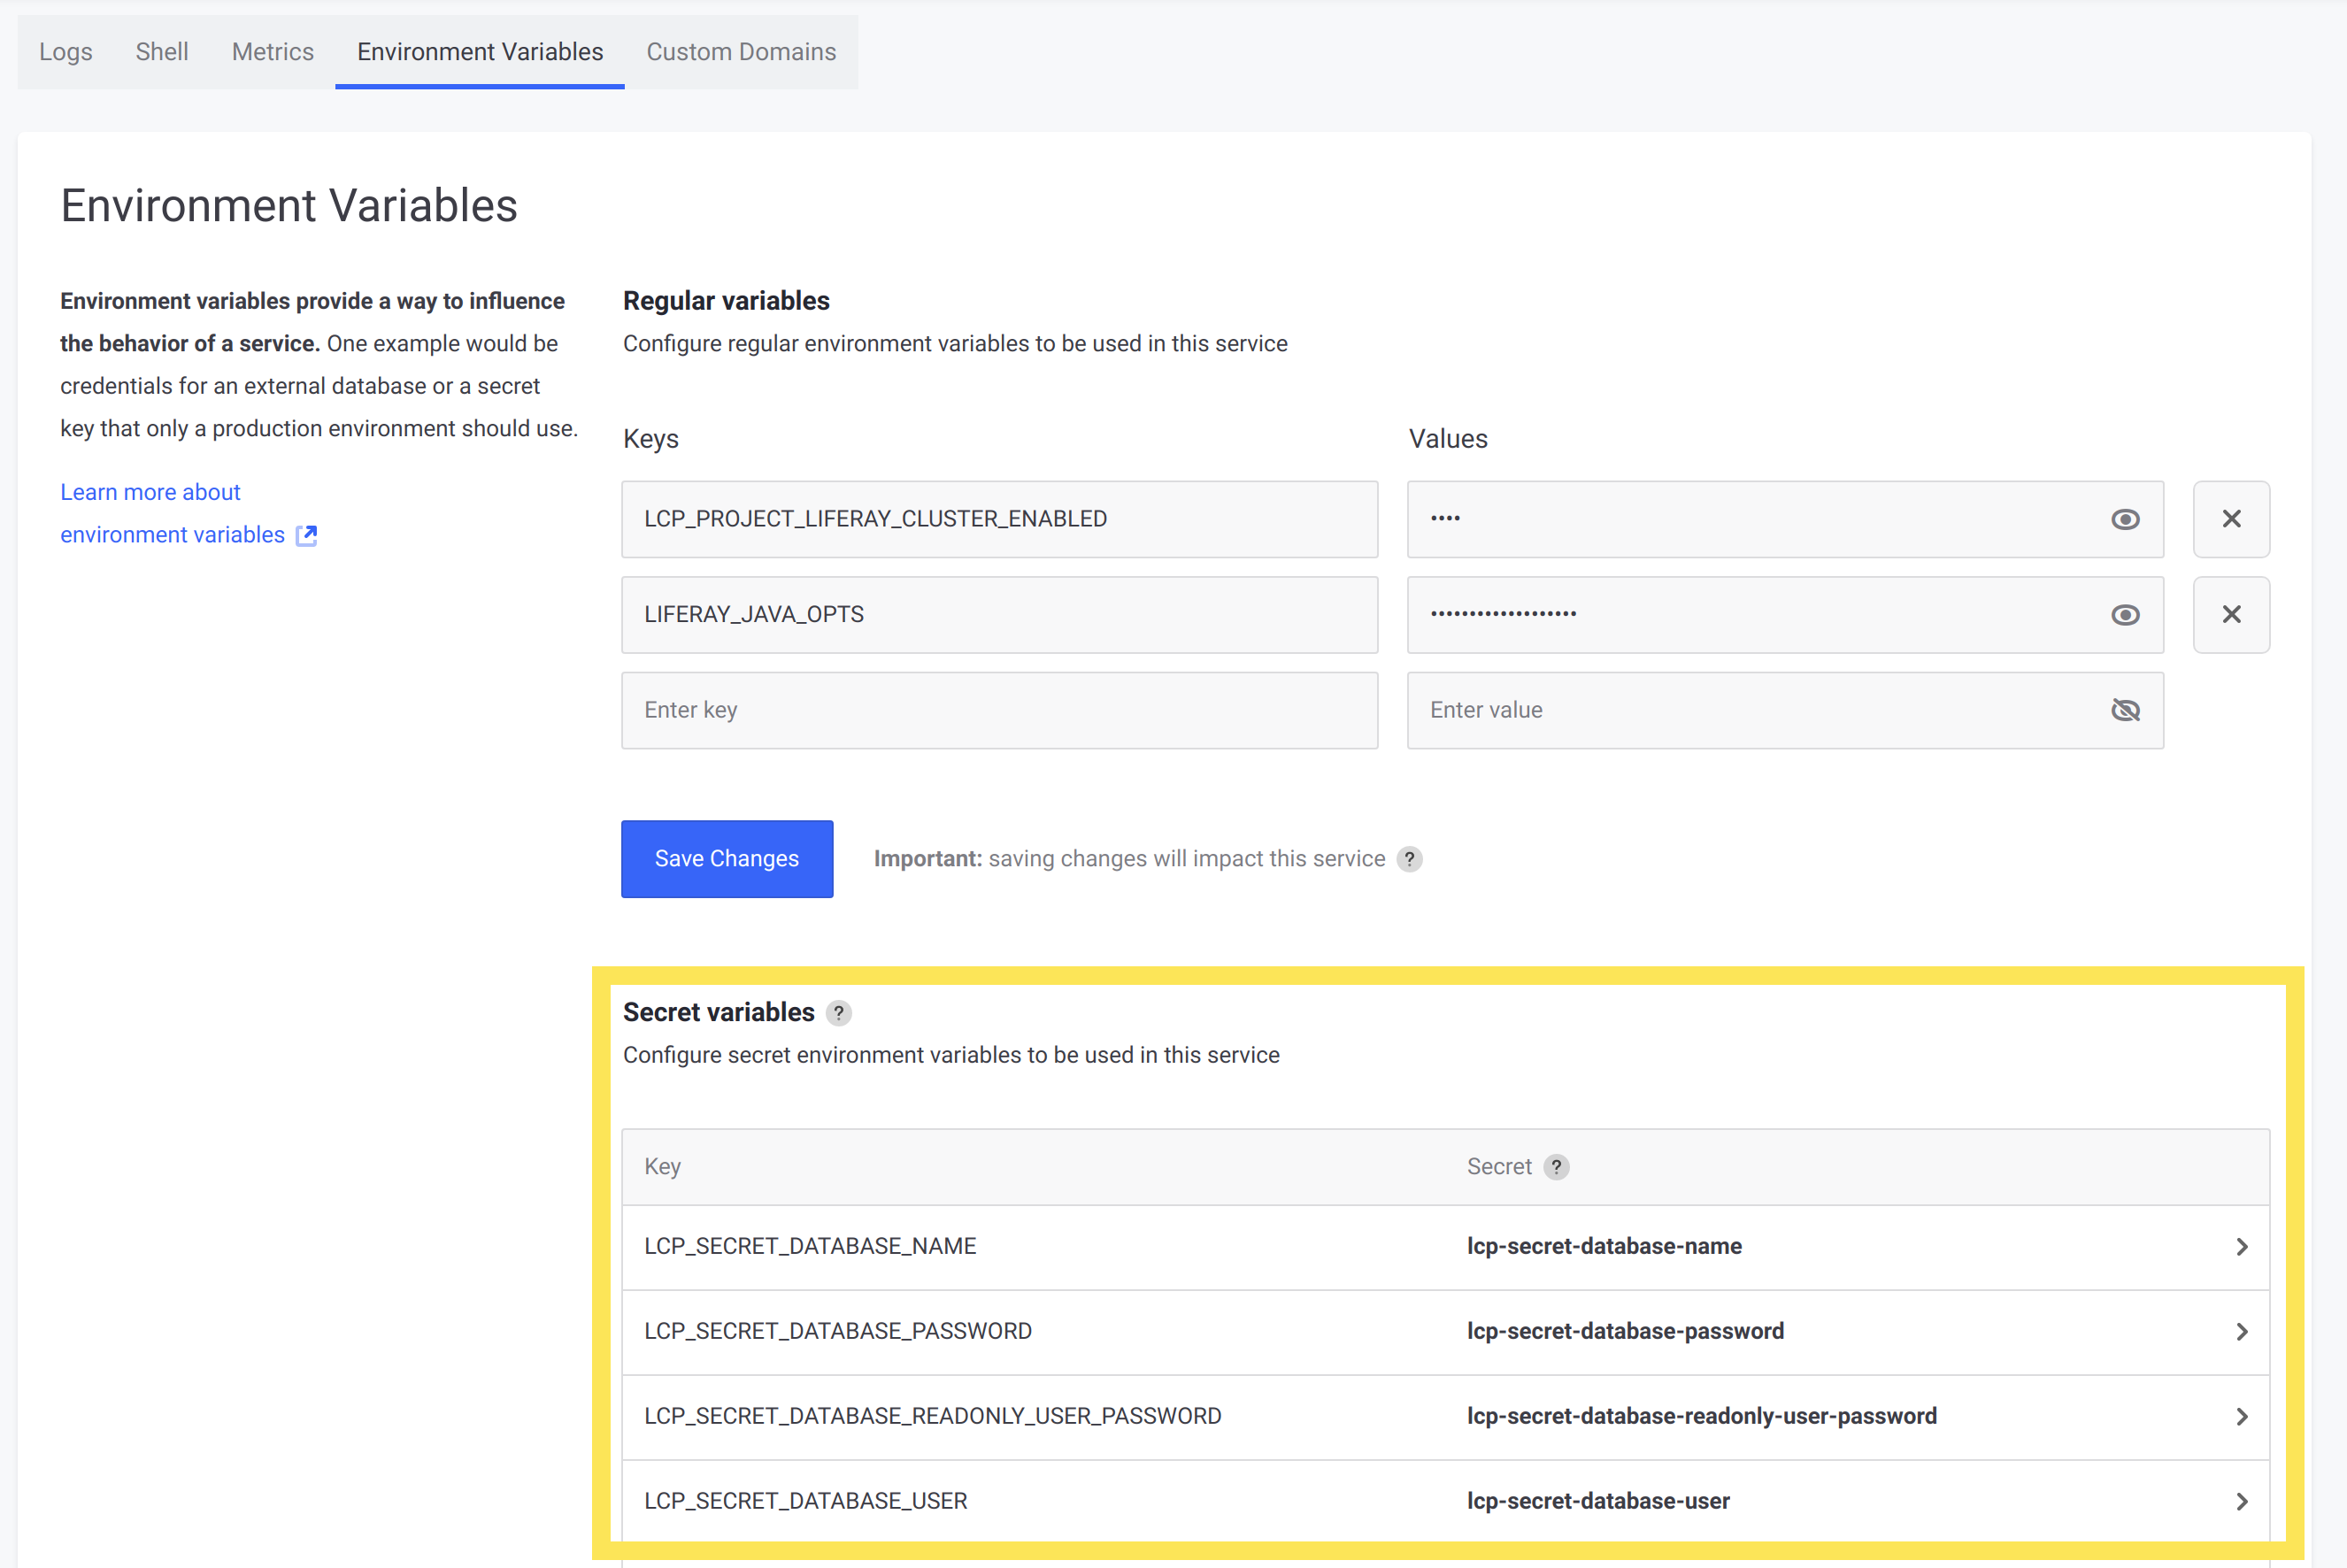 Logs Shell Metrics Environment Variables Custom Domains
Environment Variables
Environment variables provide a way to influence
the behavior of a service. One example would be
credentials for an external database or a secret
key that only a production environment should use.
Learn more about
environment variables
Regular variables
Configure regular environment variables to be used in this service
Keys Values
LCP_PROJECT_LIFERAY_CLUSTER_ENABLED ••••
LIFERAY_JAVA_OPTS •••••••••••••••••••
Enter key Enter value
Save Changes Important: saving changes will impact this service ?
Secret variables ?
Configure secret environment variables to be used in this service
Key Secret ?
LCP_SECRET_DATABASE_NAME lcp-secret-database-name
LCP_SECRET_DATABASE_PASSWORD lcp-secret-database-password
LCP_SECRET_DATABASE_READONLY_USER_PASSWORD lcp-secret-database-readonly-user-password
LCP_SECRET_DATABASE_USER lcp-secret-database-user